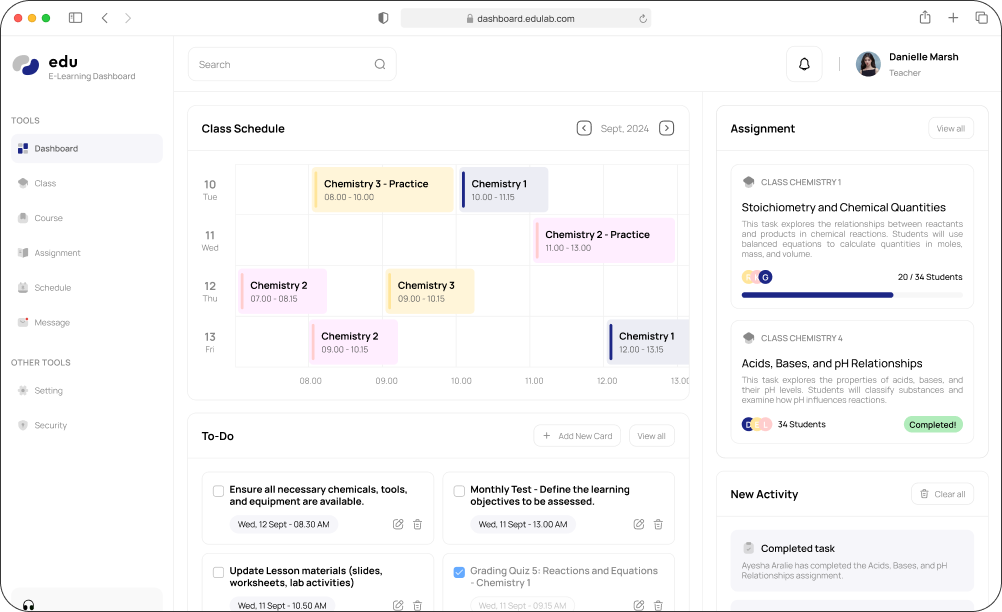 dashboard.edulab.com
edu
E-Learning Dashboard
Search
Danielle Marsh
Teacher
TOOLS
Dashboard
Class
Course
Assignment
Schedule
Message
OTHER TOOLS
Setting
Security
Class Schedule
Sept, 2024
10
Tue
Chemistry 3 - Practice
08.00 - 10.00
Chemistry 1
10.00 - 11.15
11
Wed
Chemistry 2 - Practice
11.00 - 13.00
12
Thu
Chemistry 2
07.00 - 08.15
Chemistry 3
09.00 - 10.15
13
Fri
Chemistry 2
09.00 - 10.15
Chemistry 1
12.00 - 13.15
08.00 09.00 10.00 11.00 12.00 13.00
To-Do
+ Add New Card
View all
Ensure all necessary chemicals, tools,
and equipment are available.
Wed, 12 Sept - 08.30 AM
Monthly Test - Define the learning
objectives to be assessed.
Wed, 11 Sept - 13.00 AM
Update Lesson materials (slides,
worksheets, lab activities)
Wed, 11 Sept - 10.50 AM
Grading Quiz 5: Reactions and Equations
- Chemistry 1
Wed, 11 Sept - 09.15 AM
Assignment
View all
CLASS CHEMISTRY 1
Stoichiometry and Chemical Quantities
This task explores the relationships between reactants
and products in chemical reactions. Students will use
balanced equations to calculate quantities in moles,
mass, and volume.
G
20 / 34 Students
CLASS CHEMISTRY 4
Acids, Bases, and pH Relationships
This task explores the properties of acids, bases, and
their pH levels. Students will classify substances and
examine how pH influences reactions.
D E L
34 Students
Completed!
New Activity
Clear all
Completed task
Ayesha Aralie has completed the Acids, Bases, and pH
Relationships assignment.